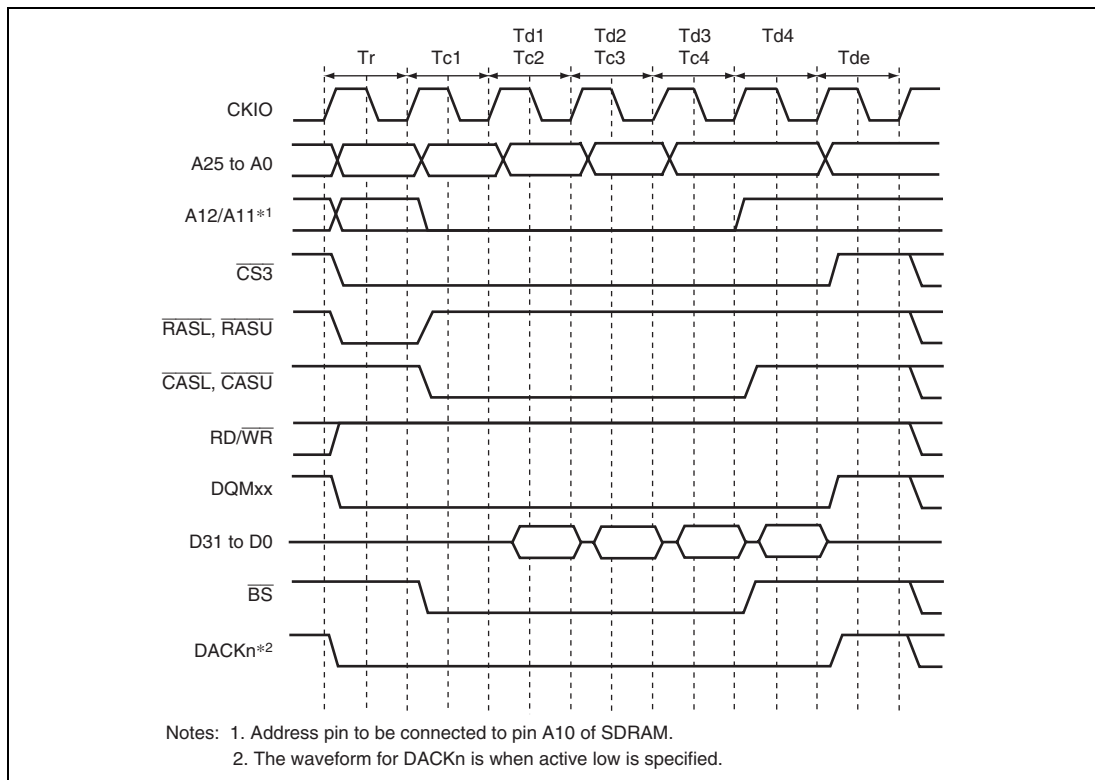 Td1 Td2 Td3 Td4
Tr Tc1 Tc2 Tc3 Tc4 Tde
CKIO
A25 to A0
A12/A11*1
CS3
RASL, RASU
CASL, CASU
RD/WR
DQMxx
D31 to D0
BS
DACKn*2
Notes: 1. Address pin to be connected to pin A10 of SDRAM.
2. The waveform for DACKn is when active low is specified.